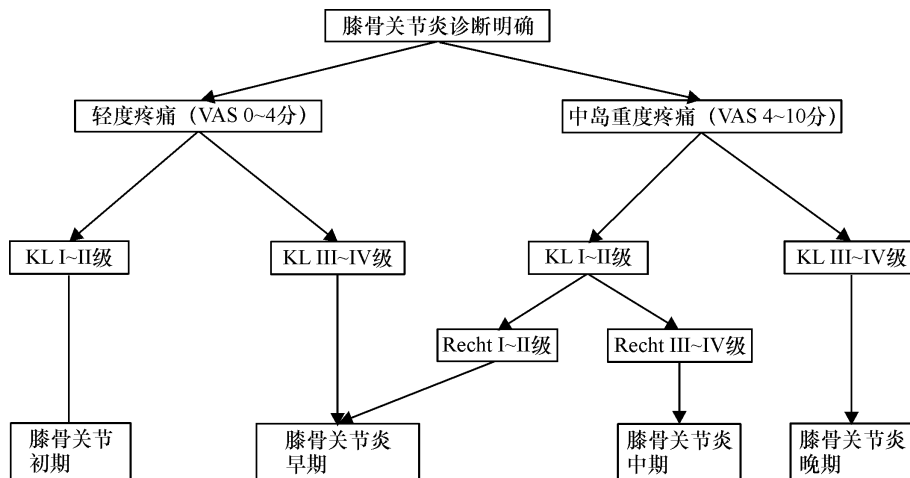 膝骨关节炎诊断明确
轻度疼痛（VAS 0~4分）
中岛重度疼痛（VAS 4~10分）
KL I~II级
KL III~IV级
KL I~II级
KL III~IV级
Recht I~II级
Recht III~IV级
膝骨关节
初期
膝骨关节炎
早期
膝骨关节炎
中期
膝骨关节炎
晚期